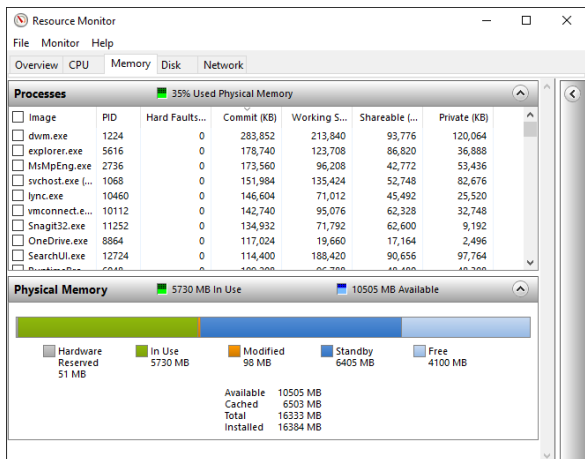 Resource Monitor
File Monitor Help
Overview CPU Memory Disk Network
Processes 35% Used Physical Memory
Image PID Hard Faults... Commit (KB) Working S... Shareable (... Private (KB)
dwm.exe 1224 0 283,852 213,840 93,776 120,064
explorer.exe 5616 0 178,740 123,708 86,820 36,888
MsMpEng.exe 2736 0 173,560 96,208 42,772 53,436
svchost.exe (... 1068 0 151,984 135,424 52,748 82,676
lync.exe 10460 0 146,604 71,012 45,492 25,520
vmconnect.e... 10112 0 142,740 95,076 62,328 32,748
Snagit32.exe 11252 0 134,932 71,792 62,600 9,192
OneDrive.exe 8864 0 117,024 19,660 17,164 2,496
SearchUI.exe 12724 0 114,400 188,420 90,656 97,764
Physical Memory 5730 MB In Use 10505 MB Available
Hardware Reserved 51 MB
In Use 5730 MB
Modified 98 MB
Standby 6405 MB
Free 4100 MB
Available 10505 MB
Cached 6503 MB
Total 16333 MB
Installed 16384 MB